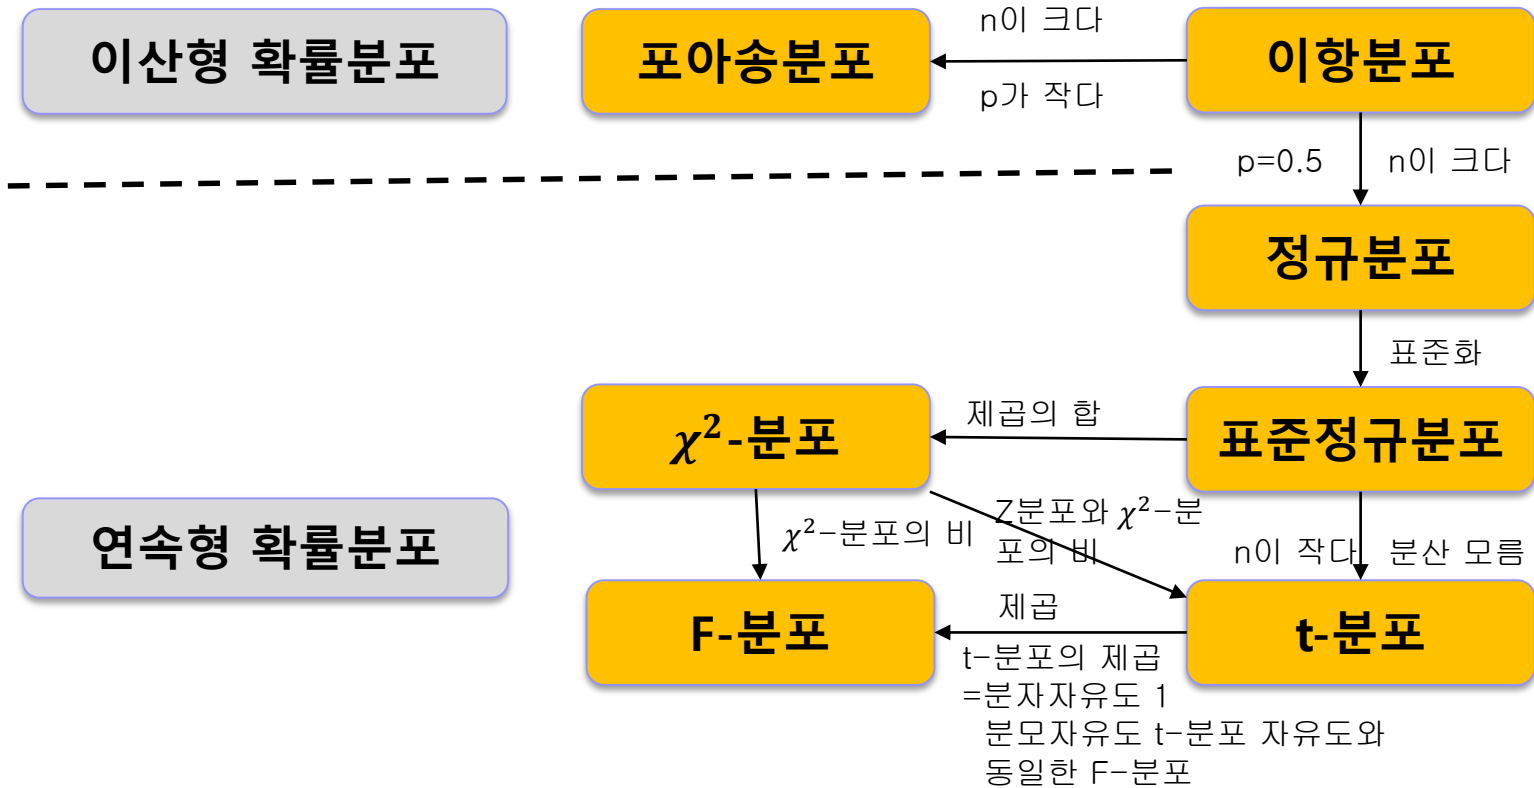 이산형 확률분포
포아송분포
n이 크다
p가 작다
이항분포
p=0.5
n이 크다
정규분포
표준화
χ²-분포
제곱의 합
표준정규분포
연속형 확률분포
χ²-분포의 비
Z분포와 χ²-분
포의 비
n이 작다
분산 모름
F-분포
제곱
t-분포
t-분포의 제곱
=분자자유도 1
분모자유도 t-분포 자유도와
동일한 F-분포